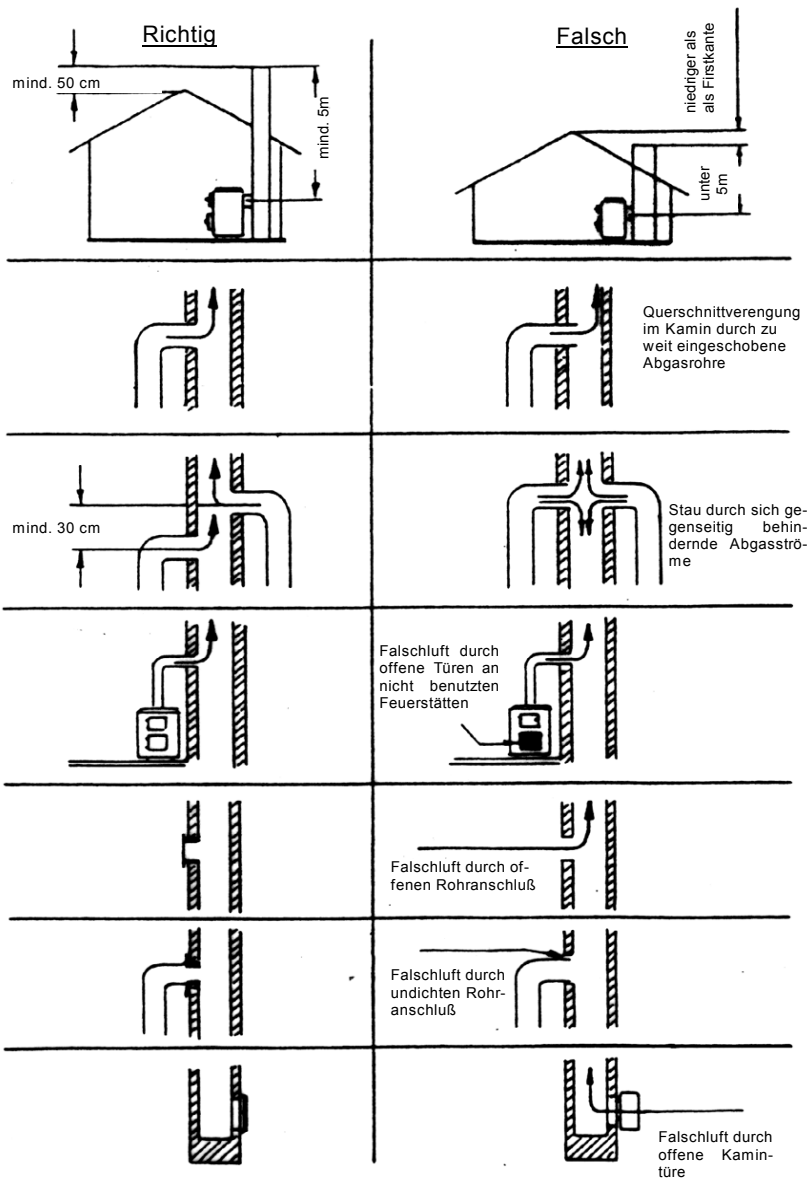 Richtig
Falsch
mind. 50 cm
mind. 5m
niedriger als
als Firstkante
unter
5m
Querschnittverengung
im Kamin durch zu
weit eingeschobene
Abgasrohre
mind. 30 cm
Stau durch sich ge-
genseitig behin-
dernde Abgasströ-
me
Falschluft durch
offene Türen an
nicht benutzten
Feuerstätten
Falschluft durch of-
fenen Rohranschluß
Falschluft durch
undichten Rohr-
anschluß
Falschluft durch
offene Kamin-
türe